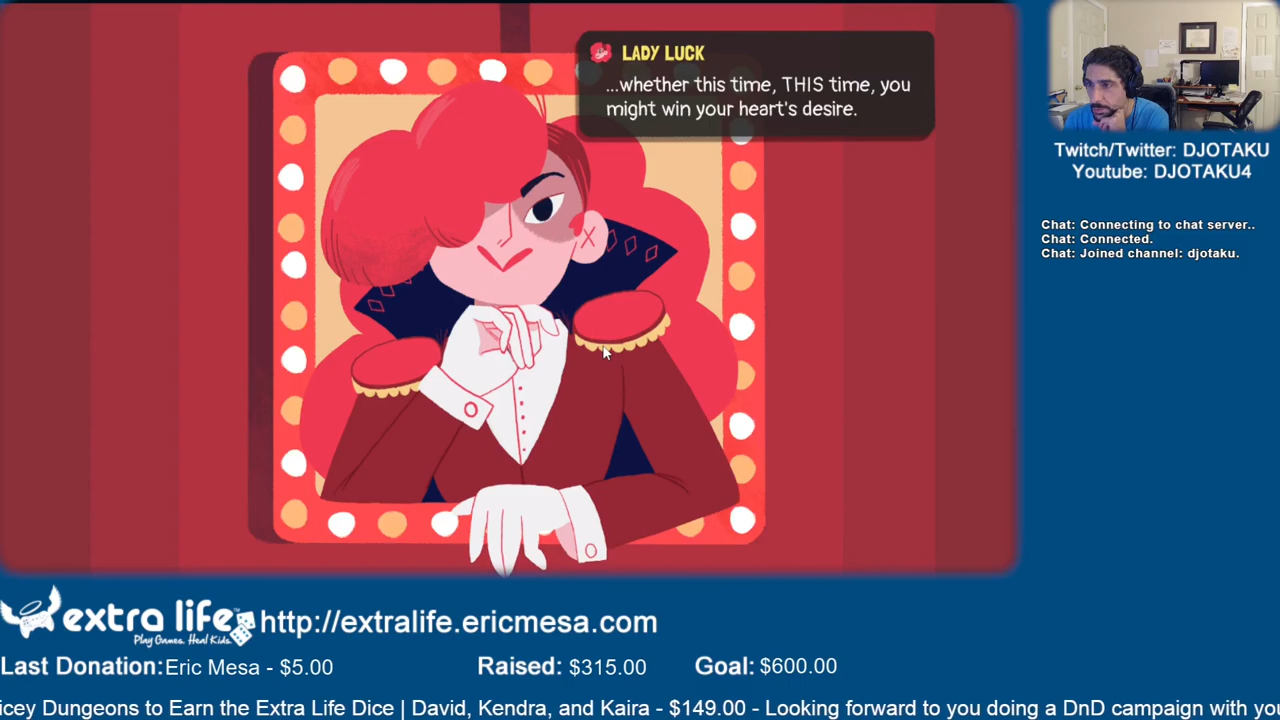 LADY LUCK
...whether this time, THIS time, you
might win your heart's desire.
Twitch/Twitter: DJOTAKU
Youtube: DJOTAKU4
Chat: Connecting to chat server..
Chat: Connected.
Chat: Joined channel: djotaku.
extra life
Play Games. Heal Kids.
http://extralife.ericmesa.com
Last Donation: Eric Mesa - $5.00 Raised: $315.00 Goal: $600.00
icey Dungeons to Earn the Extra Life Dice | David, Kendra, and Kaira - $149.00 - Looking forward to you doing a DnD campaign with you